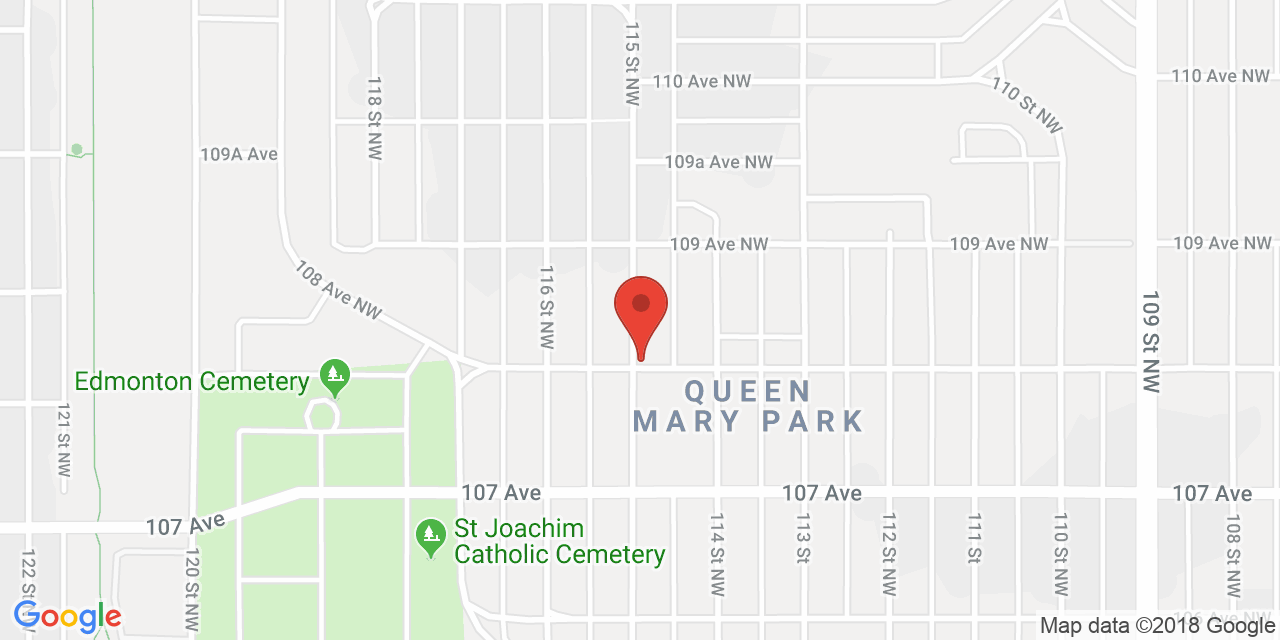 115 St NW
110 Ave NW
110 Ave NW
118 St NW
110 St NW
109A Ave
109a Ave NW
109 Ave NW
109 Ave NW
109 Ave NW
108 Ave NW
116 St NW
109 St NW
Edmonton Cemetery
QUEEN
MARY PARK
121 St NW
107 Ave
107 Ave
107 Ave
107 Ave
St Joachim
Catholic Cemetery
122 St NW
120 St NW
114 St NW
113 St
112 St NW
111 St
110 St NW
108 St NW
106 Ave NW
Google
Map data ©2018 Google